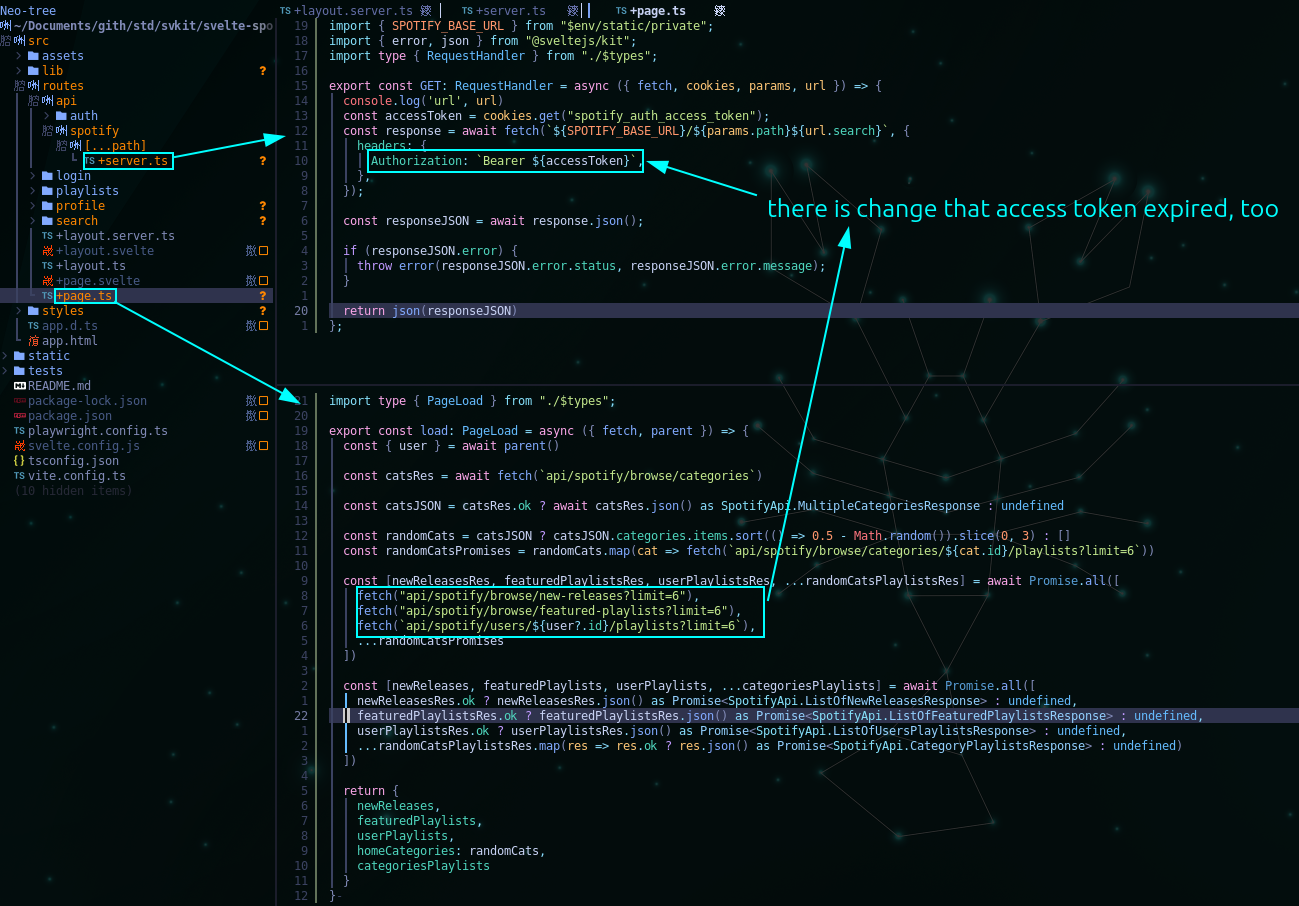 Neo-tree
~/Documents/gith/std/svkit/svelte-spo
src
assets
lib ?
routes
api
auth
spotify
[...path]
TS +server.ts ?
login
playlists
profile ?
search ?
TS +layout.server.ts
+layout.svelte
TS +layout.ts
+page.svelte
TS +page.ts ?
styles ?
TS app.d.ts
app.html
static
tests
README.md
package-lock.json
package.json
TS playwright.config.ts
svelte.config.js
{} tsconfig.json
TS vite.config.ts
(10 hidden items)
TS +layout.server.ts TS +server.ts TS +page.ts
19 import { SPOTIFY_BASE_URL } from "$env/static/private";
18 import { error, json } from "@sveltejs/kit";
17 import type { RequestHandler } from "./$types";
16
15 export const GET: RequestHandler = async ({ fetch, cookies, params, url }) => {
14 console.log('url', url)
13 const accessToken = cookies.get("spotify_auth_access_token");
12 const response = await fetch(`${SPOTIFY_BASE_URL}/${params.path}${url.search}`, {
11 headers: {
10 Authorization: `Bearer ${accessToken}`,
9 },
8 });
7
6 const responseJSON = await response.json();
5
4 if (responseJSON.error) {
3 throw error(responseJSON.error.status, responseJSON.error.message);
2 }
1
20 return json(responseJSON)
1 };
there is change that access token expired, too
21 import type { PageLoad } from "./$types";
20
19 export const load: PageLoad = async ({ fetch, parent }) => {
18 const { user } = await parent()
17
16 const catsRes = await fetch(`api/spotify/browse/categories`)
15
14 const catsJSON = catsRes.ok ? await catsRes.json() as SpotifyApi.MultipleCategoriesResponse : undefined
13
12 const randomCats = catsJSON ? catsJSON.categories.items.sort(() => 0.5 - Math.random()).slice(0, 3) : []
11 const randomCatsPromises = randomCats.map(cat => fetch(`api/spotify/browse/categories/${cat.id}/playlists?limit=6`))
10
9 const [newReleasesRes, featuredPlaylistsRes, userPlaylistsRes, ...randomCatsPlaylistsRes] = await Promise.all([
8 fetch("api/spotify/browse/new-releases?limit=6"),
7 fetch("api/spotify/browse/featured-playlists?limit=6"),
6 fetch(`api/spotify/users/${user?.id}/playlists?limit=6`),
5 ...randomCatsPromises
4 ])
3
2 const [newReleases, featuredPlaylists, userPlaylists, ...categoriesPlaylists] = await Promise.all([
1 newReleasesRes.ok ? newReleasesRes.json() as Promise<SpotifyApi.ListOfNewReleasesResponse> : undefined,
22 featuredPlaylistsRes.ok ? featuredPlaylistsRes.json() as Promise<SpotifyApi.ListOfFeaturedPlaylistsResponse> : undefined,
1 userPlaylistsRes.ok ? userPlaylistsRes.json() as Promise<SpotifyApi.ListOfUsersPlaylistsResponse> : undefined,
2 ...randomCatsPlaylistsRes.map(res => res.ok ? res.json() as Promise<SpotifyApi.CategoryPlaylistsResponse> : undefined)
3 ])
4
5 return {
6 newReleases,
7 featuredPlaylists,
8 userPlaylists,
9 homeCategories: randomCats,
10 categoriesPlaylists
11 }
12 }